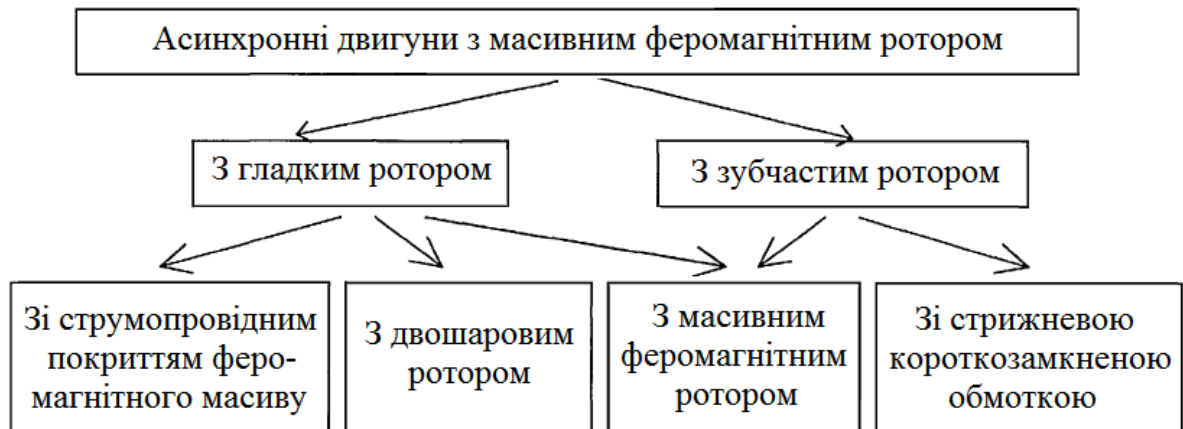 Асинхронні двигуни з масивним феромагнітним ротором
З гладким ротором
З зубчастим ротором
Зі струмопровідним
покриттям феро-
магнітного масиву
З двошаровим
ротором
З масивним
феромагнітним
ротором
Зі стрижневою
короткозамкненою
обмоткою